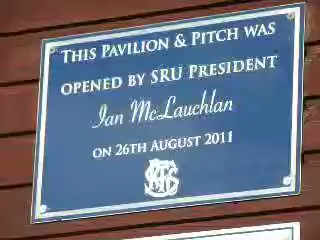 THIS PAVILION & PITCH WAS
OPENED BY SRU PRESIDENT
Ian McLauchlan
ON 26TH AUGUST 2011